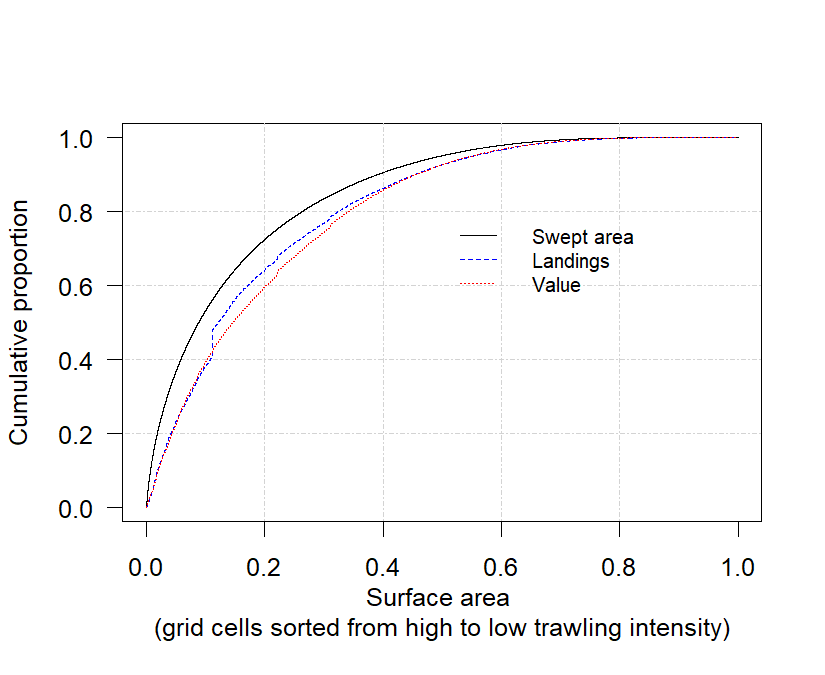 1.0
0.8
0.6
0.4
0.2
0.0
Cumulative proportion
Swept area
Landings
Value
0.0 0.2 0.4 0.6 0.8 1.0
Surface area
(grid cells sorted from high to low trawling intensity)